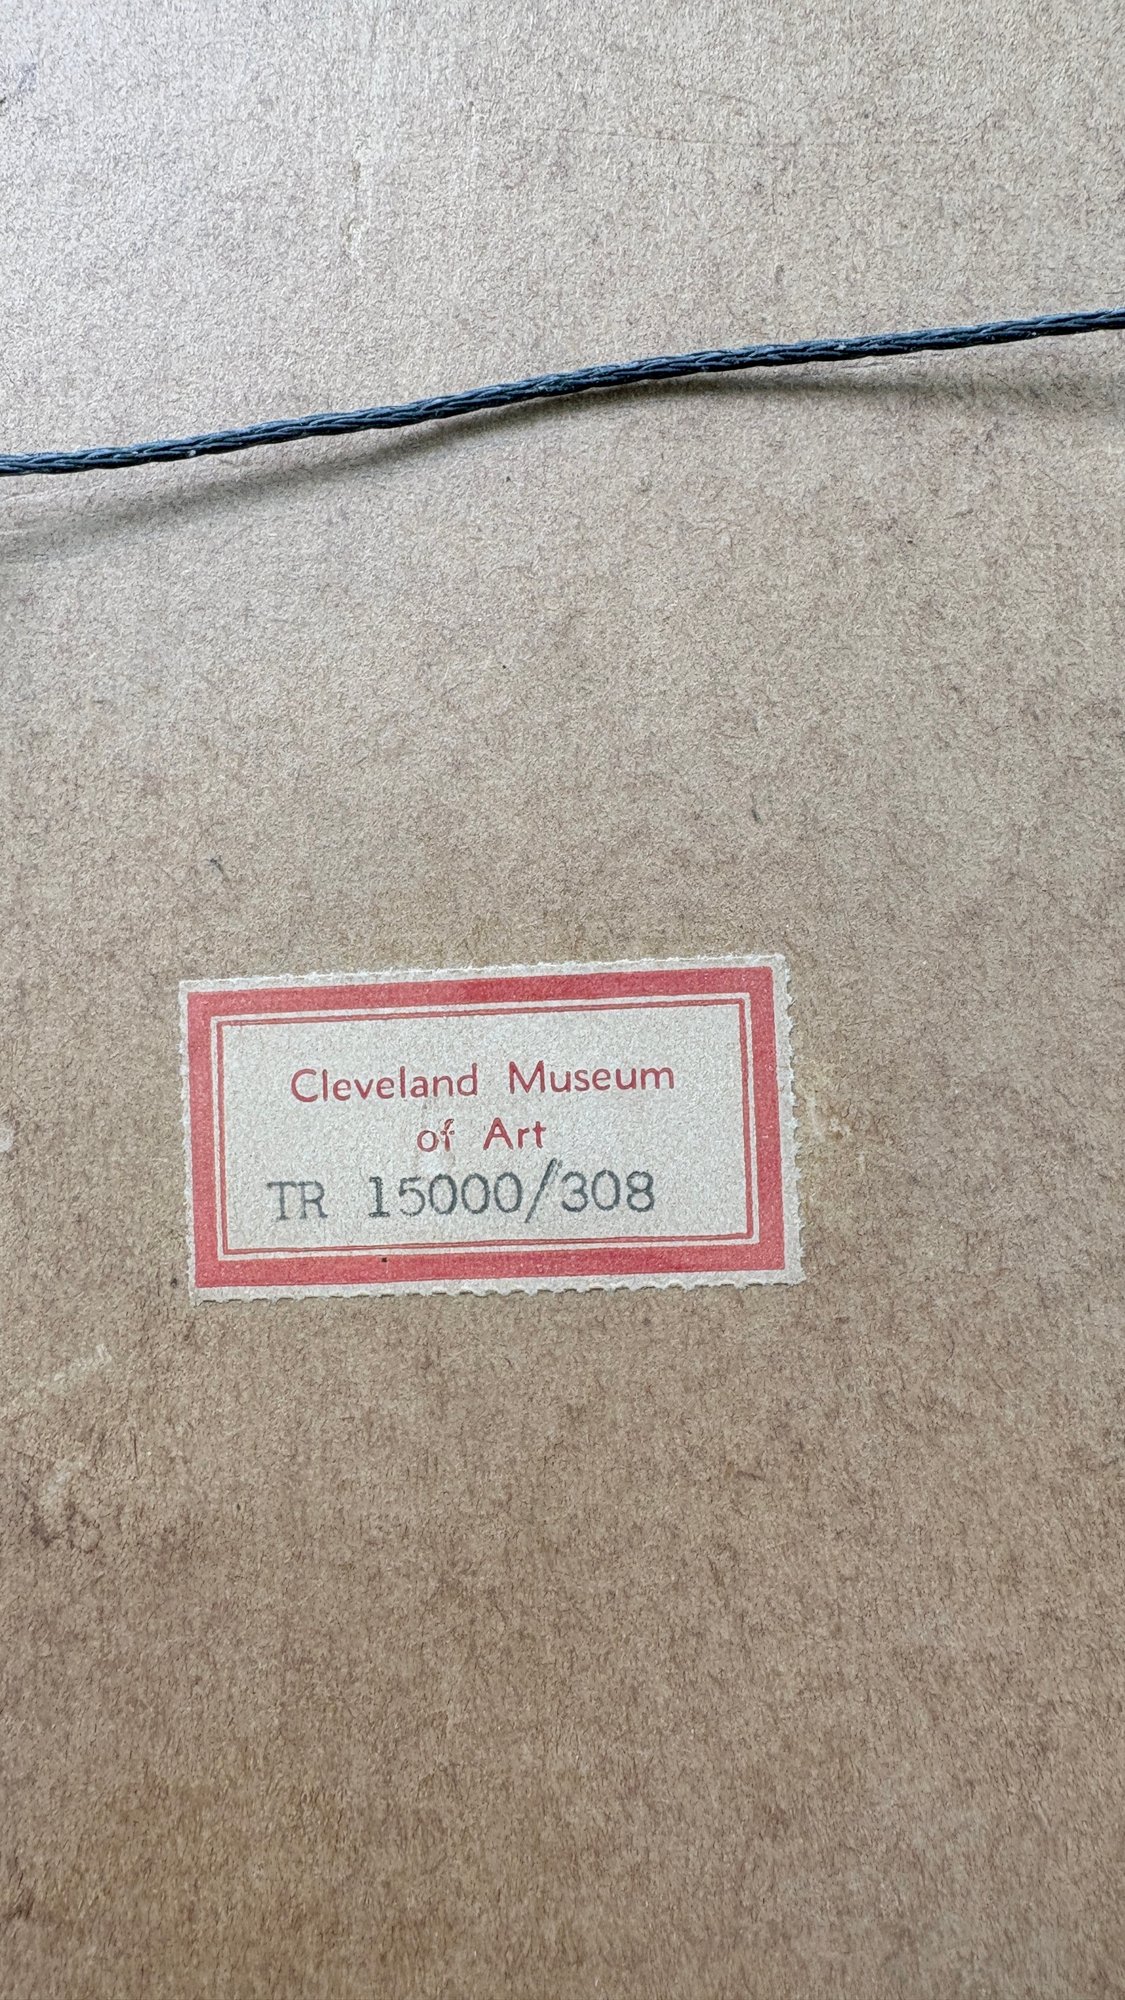 Cleveland Museum
of Art
TR 15000/308